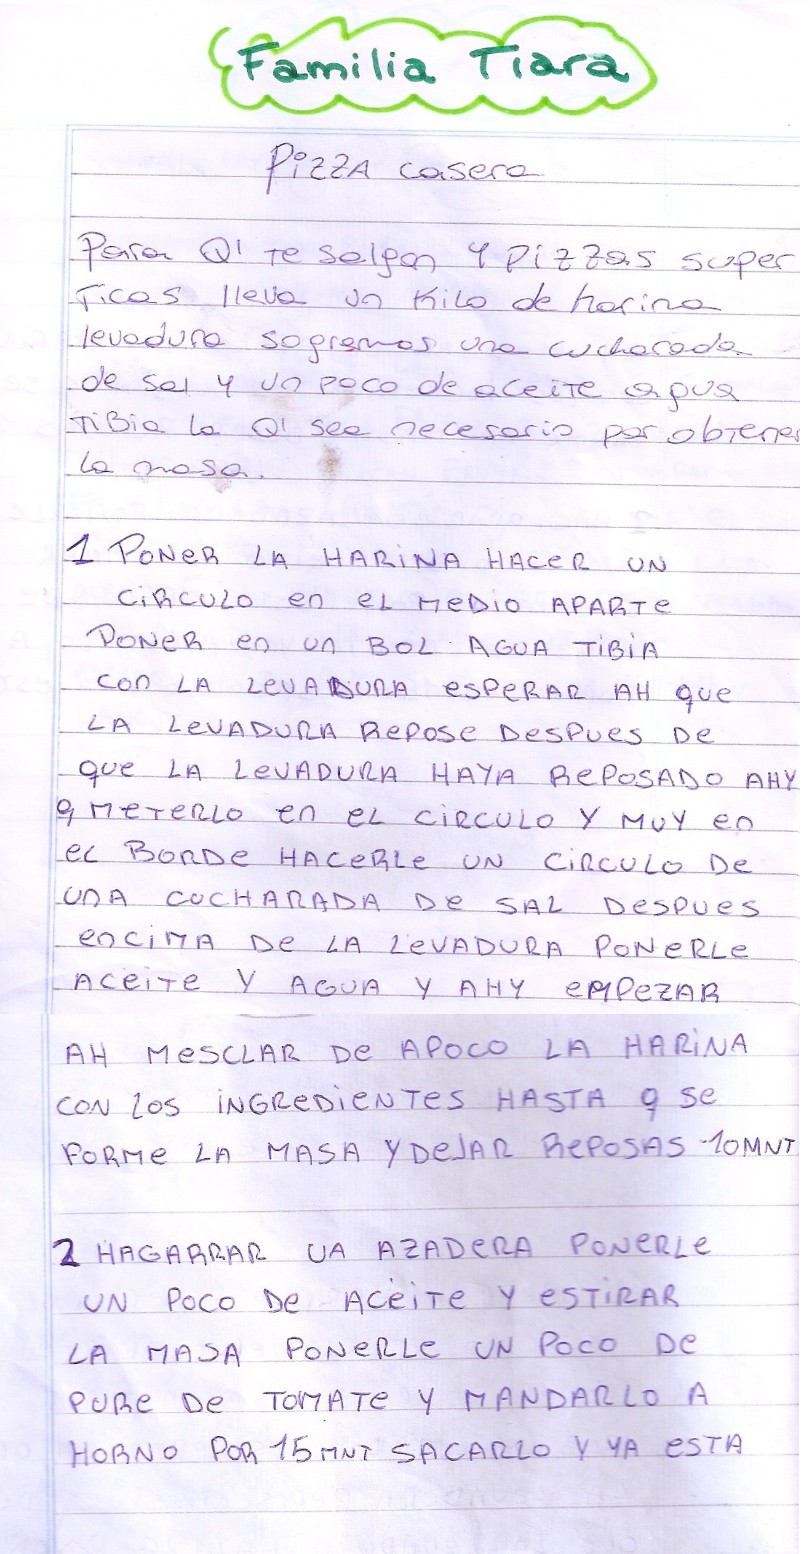 Familia Tiara
Pizza casera
Para Q' te salgan 4 pizzas super
ricas lleva un kilo de harina
levadura sogremos una cucharada
de sal y un poco de aceite agua
tibia la Q' sea necesario por obtener
la masa.
1 PONER LA HARINA HACER UN
CIRCULO en el MEDIO APARTE
PONER en un BOL AGUA TIBIA
con LA LEVADURA ESPERAR AH que
LA LEVADURA REPOSE DESPUES DE
que LA LEVADURA HAYA REPOSADO AHY
q METERLO en el CIRCULO Y MUY en
el BORDE HACERLE UN CIRCULO DE
UNA COCHARADA DE SAL DESPUES
encima DE LA LEVADURA PONERLE
ACEITE Y AGUA Y AHY EMPEZAR
AH MESCLAR DE APOCO LA HARINA
CON LOS INGREDIENTES HASTA q SE
FORME LA MASA Y DEJAR REPOSAS 10MNT
2 HAGARRAR UA AZADERA PONERLE
UN POCO DE ACEITE Y ESTIRAR
LA MASA PONERLE UN POCO DE
PURE DE TOMATE Y MANDARLO A
HORNO POR 15MNT SACARLO Y YA ESTA